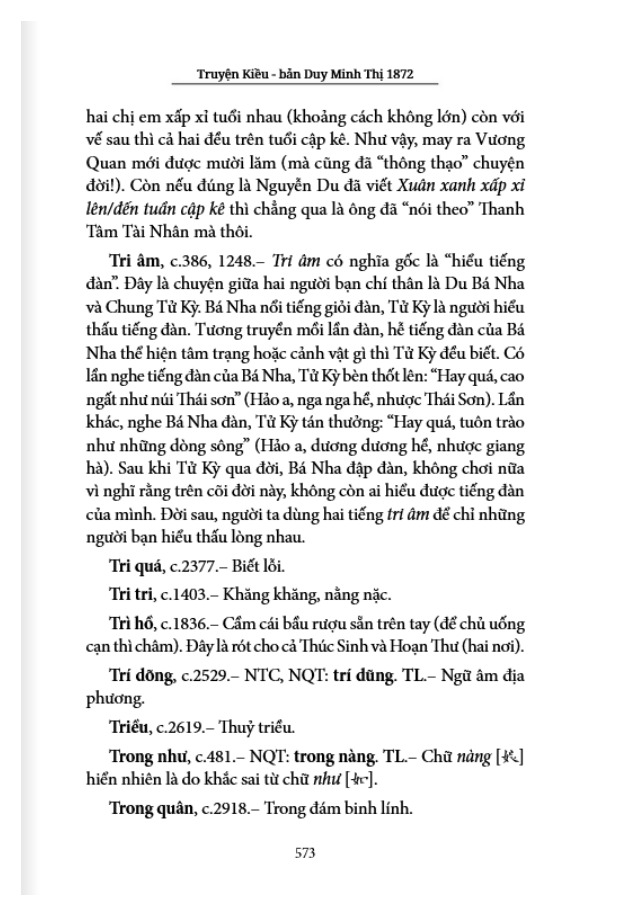 Truyện Kiều - bản Duy Minh Thị 1872
hai chị em xấp xỉ tuổi nhau (khoảng cách không lớn) còn với
vế sau thì cả hai đều trên tuổi cập kê. Như vậy, may ra Vương
Quan mới được mười lăm (mà cũng đã “thông thạo” chuyện
đời!). Còn nếu đúng là Nguyễn Du đã viết Xuân xanh xấp xỉ
lên/đến tuần cập kê thì chẳng qua là ông đã “nói theo” Thanh
Tâm Tài Nhân mà thôi.
Tri âm, c.386, 1248.– Tri âm có nghĩa gốc là “hiểu tiếng
đàn”. Đây là chuyện giữa hai người bạn chí thân là Du Bá Nha
và Chung Tử Kỳ. Bá Nha nổi tiếng giỏi đàn, Tử Kỳ là người hiểu
thấu tiếng đàn. Tương truyền mỗi lần đàn, hễ tiếng đàn của Bá
Nha thể hiện tâm trạng hoặc cảnh vật gì thì Tử Kỳ đều biết. Có
lần nghe tiếng đàn của Bá Nha, Tử Kỳ bèn thốt lên: “Hay quá, cao
ngất như núi Thái sơn” (Hảo a, nga nga hề, nhược Thái Sơn). Lần
khác, nghe Bá Nha đàn, Tử Kỳ tán thưởng: “Hay quá, tuôn trào
như những dòng sông” (Hảo a, dương dương hề, nhược giang
hà). Sau khi Tử Kỳ qua đời, Bá Nha đập đàn, không chơi nữa
vì nghĩ rằng trên cõi đời này, không còn ai hiểu được tiếng đàn
của mình. Đời sau, người ta dùng hai tiếng tri âm để chỉ những
người bạn hiểu thấu lòng nhau.
Tri quá, c.2377.– Biết lỗi.
Tri tri, c.1403.– Khăng khăng, nằng nặc.
Trì hồ, c.1836.– Cầm cái bầu rượu sẵn trên tay (để chủ uống
cạn thì châm). Đây là rót cho cả Thúc Sinh và Hoạn Thư (hai nơi).
Trí dõng, c.2529.– NTC, NQT: trí dũng. TL.– Ngữ âm địa
phương.
Triều, c.2619.– Thuỷ triều.
Trong như, c.481.– NQT: trong nàng. TL.– Chữ nàng []
hiển nhiên là do khắc sai từ chữ như [].
Trong quân, c.2918.– Trong đám binh lính.
573